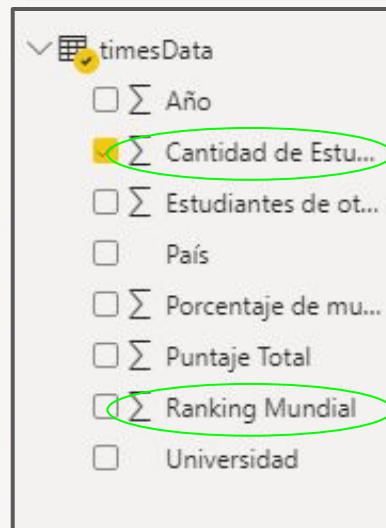 timesData
Σ Año
Σ Cantidad de Estu...
Σ Estudiantes de ot...
País
Σ Porcentaje de mu...
Σ Puntaje Total
Σ Ranking Mundial
Universidad